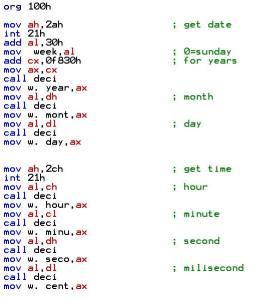 org 100h
mov ah,2ah ; get date
int 21h
add al,30h
mov week,al ; 0=sunday
add cx,0f830h ; for years
mov ax,cx
call deci
mov w. year,ax
mov al,dh ; month
call deci
mov w. mont,ax
mov al,dl ; day
call deci
mov w. day,ax
mov ah,2ch ; get time
int 21h
mov al,ch ; hour
call deci
mov w. hour,ax
mov al,cl ; minute
call deci
mov w. minu,ax
mov al,dh ; second
call deci
mov w. seco,ax
mov al,dl ; milisecond
call deci
mov w. cent,ax